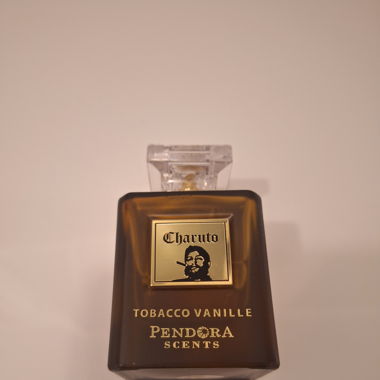 Charuto
TOBACCO VANILLE
PENDORA
SCENTS